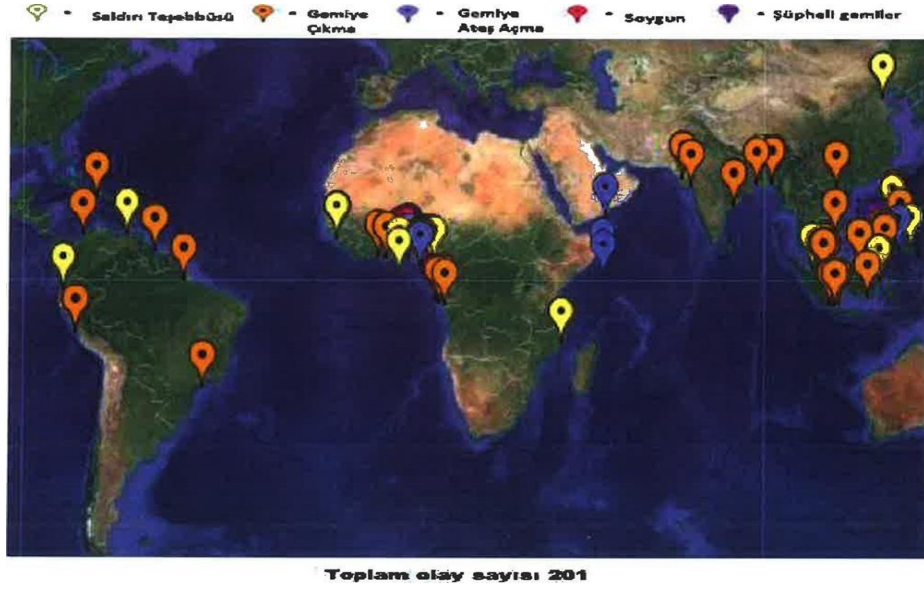 - Saldırı Teşebbüsü - Gemiye Çıkma - Gemiye Ateş Açma - Soygun - Şüpheli gemiler
Toplam olay sayısı 201